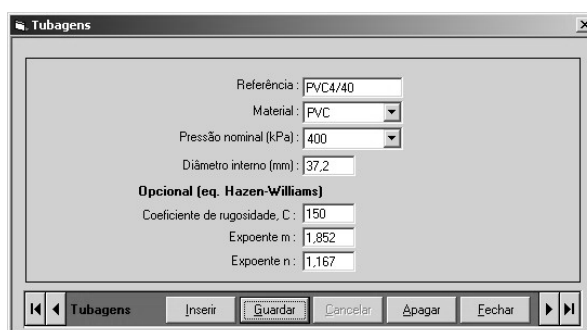 Tubagens
Referência : PVC4/40
Material : PVC
Pressão nominal (kPa) : 400
Diâmetro interno (mm) : 37,2
Opcional (eq. Hazen-Williams)
Coeficiente de rugosidade, C : 150
Expoente m : 1,852
Expoente n : 1,167
Tubagens Inserir Guardar Cancelar Apagar Fechar